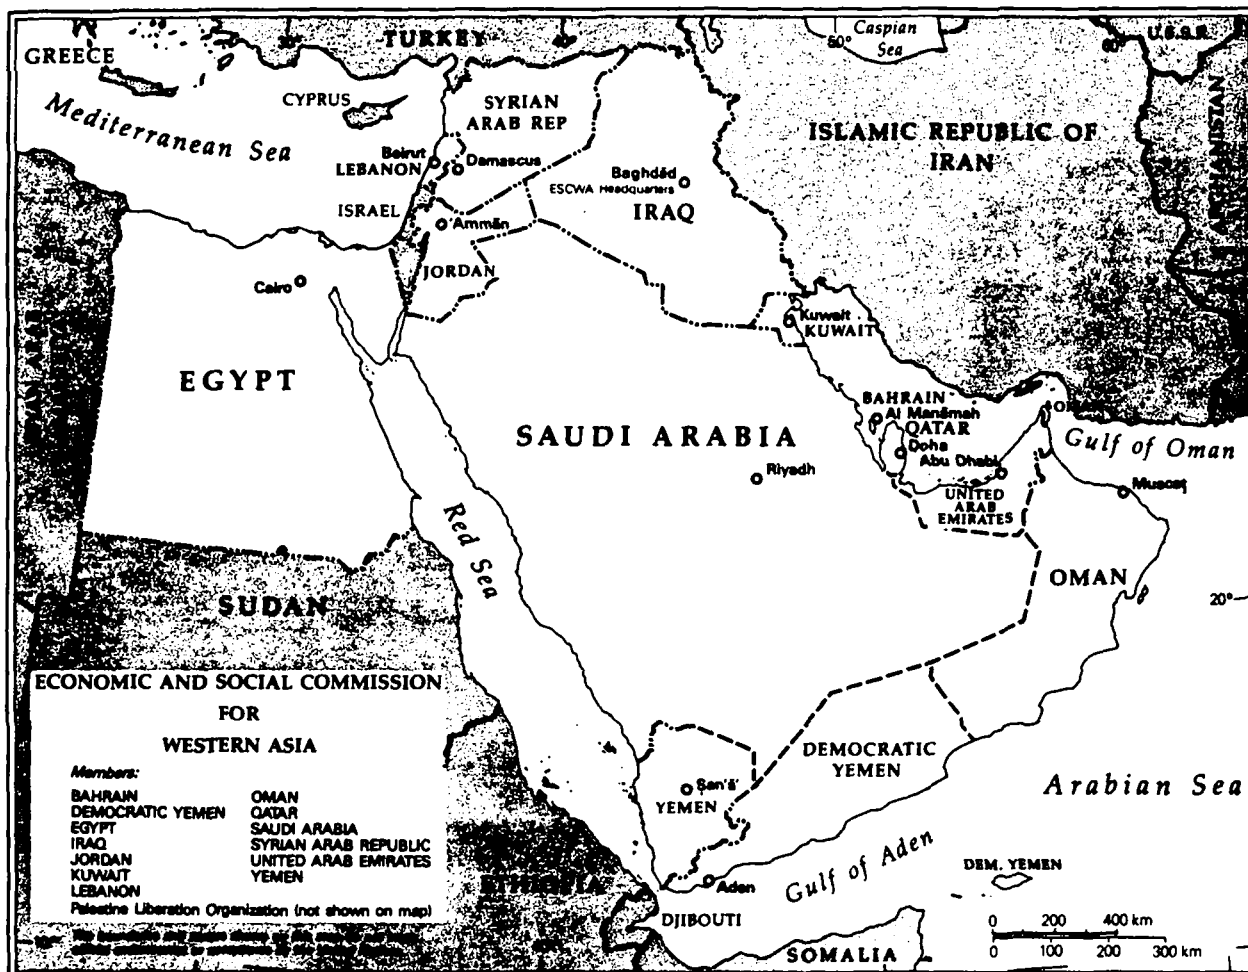 TURKEY
30°
40°
50°
60°
Caspian
Sea
U.S.S.R.
GREECE
CYPRUS
Mediterranean Sea
SYRIAN
ARAB REP
ISLAMIC REPUBLIC OF
IRAN
AFGHANISTAN
Beirut
LEBANON
Damascus
Baghdād
ESCWA Headquarters
IRAQ
ISRAEL
'Ammān
JORDAN
Cairo
Kuwait
KUWAIT
EGYPT
SAUDI ARABIA
Riyadh
BAHRAIN
Al Manāmah
QATAR
Doha
Abu Dhabi
UNITED
ARAB
EMIRATES
Gulf of Oman
Muscat
OMAN
20°
Red Sea
SUDAN
DEMOCRATIC
YEMEN
Şan'ā'
YEMEN
Arabian Sea
Gulf of Aden
Aden
DEM. YEMEN
ETHIOPIA
DJIBOUTI
SOMALIA
ECONOMIC AND SOCIAL COMMISSION
FOR
WESTERN ASIA
Members:
BAHRAIN OMAN
DEMOCRATIC YEMEN QATAR
EGYPT SAUDI ARABIA
IRAQ SYRIAN ARAB REPUBLIC
JORDAN UNITED ARAB EMIRATES
KUWAIT YEMEN
LEBANON
Palestine Liberation Organization (not shown on map)
0 200 400 km
0 100 200 300 km